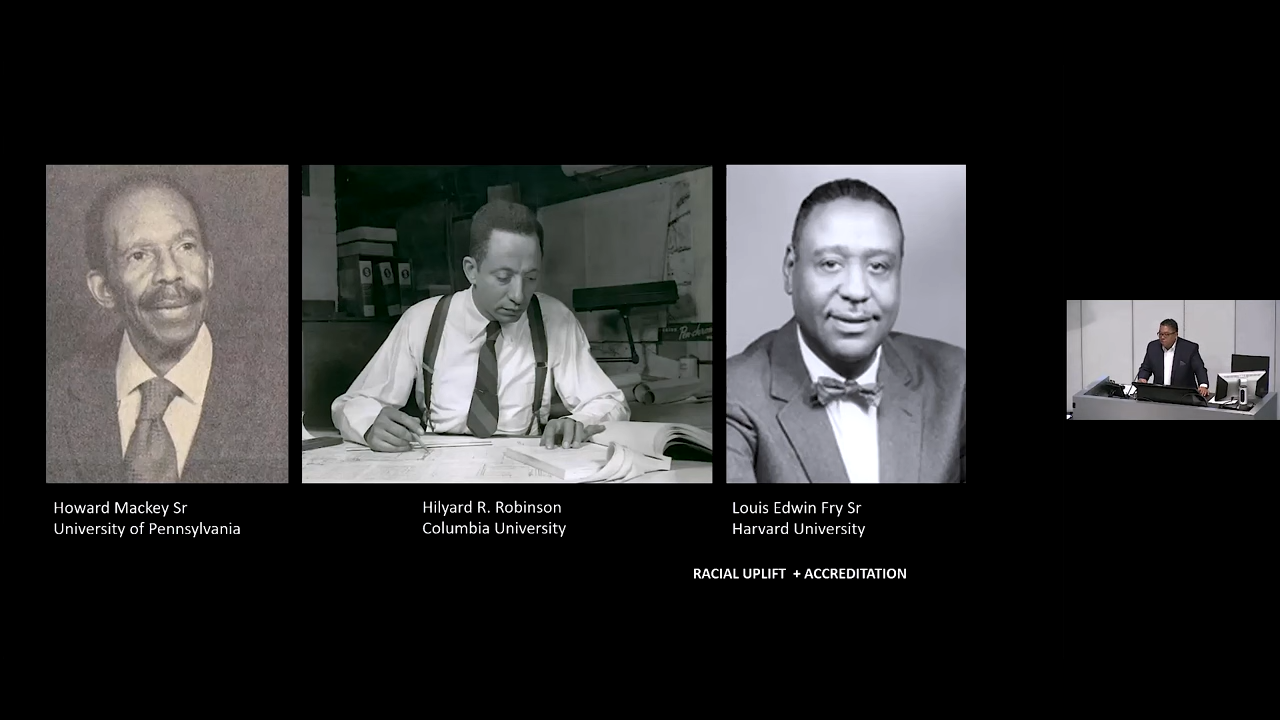 Howard Mackey Sr
University of Pennsylvania
Hilyard R. Robinson
Columbia University
Louis Edwin Fry Sr
Harvard University
RACIAL UPLIFT + ACCREDITATION